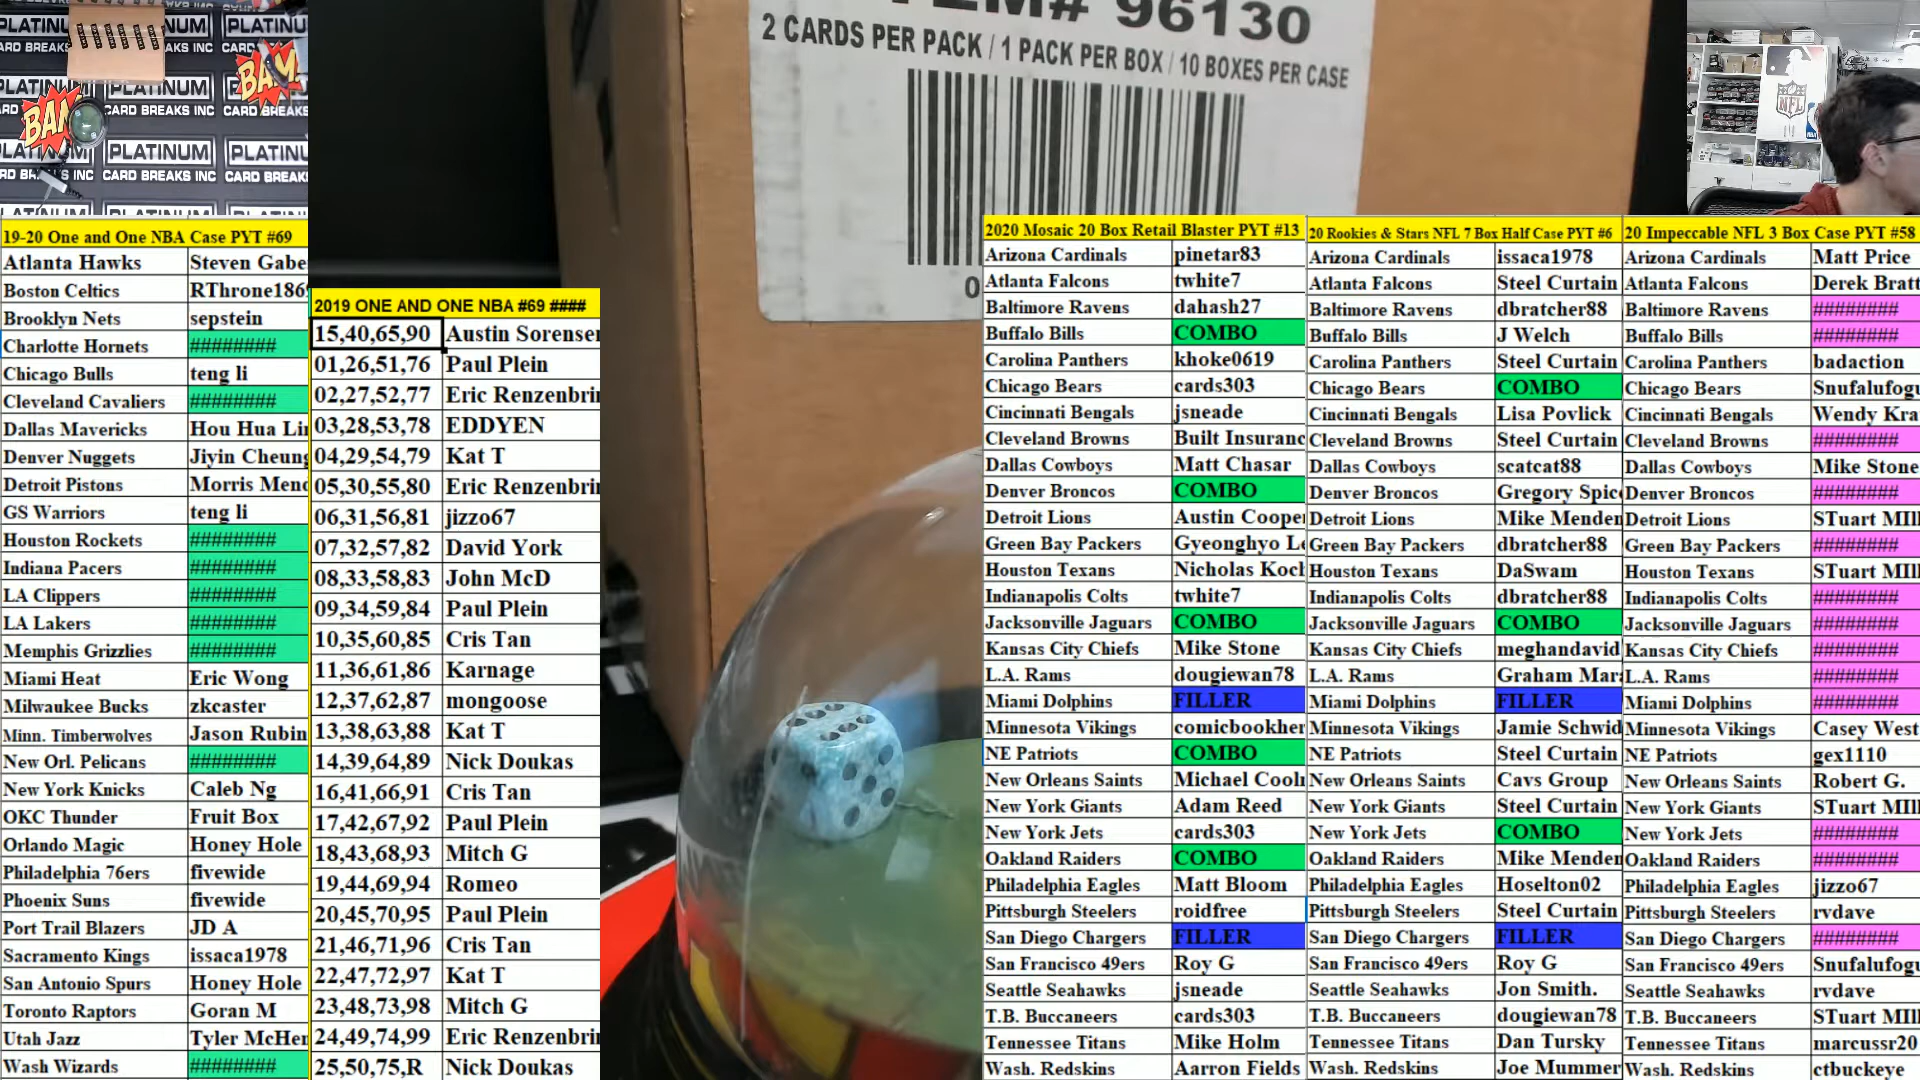 PLATINUM
CARD BREAKS INC
BAM
ITEM# 96130
2 CARDS PER PACK / 1 PACK PER BOX / 10 BOXES PER CASE
NFL
19-20 One and One NBA Case PYT #69
Atlanta Hawks Steven Gabe
Boston Celtics RThrone186
Brooklyn Nets sepstein
Charlotte Hornets ########
Chicago Bulls teng li
Cleveland Cavaliers ########
Dallas Mavericks Hou Hua Lin
Denver Nuggets Jiyin Cheung
Detroit Pistons Morris Mend
GS Warriors teng li
Houston Rockets ########
Indiana Pacers ########
LA Clippers ########
LA Lakers ########
Memphis Grizzlies ########
Miami Heat Eric Wong
Milwaukee Bucks zkcaster
Minn. Timberwolves Jason Rubin
New Orl. Pelicans ########
New York Knicks Caleb Ng
OKC Thunder Fruit Box
Orlando Magic Honey Hole
Philadelphia 76ers fivewide
Phoenix Suns fivewide
Port Trail Blazers JD A
Sacramento Kings issaca1978
San Antonio Spurs Honey Hole
Toronto Raptors Goran M
Utah Jazz Tyler McHen
Wash Wizards ########
2019 ONE AND ONE NBA #69 ####
15,40,65,90 Austin Sorensen
01,26,51,76 Paul Plein
02,27,52,77 Eric Renzenbrin
03,28,53,78 EDDYEN
04,29,54,79 Kat T
05,30,55,80 Eric Renzenbrin
06,31,56,81 jizzo67
07,32,57,82 David York
08,33,58,83 John McD
09,34,59,84 Paul Plein
10,35,60,85 Cris Tan
11,36,61,86 Karnage
12,37,62,87 mongoose
13,38,63,88 Kat T
14,39,64,89 Nick Doukas
16,41,66,91 Cris Tan
17,42,67,92 Paul Plein
18,43,68,93 Mitch G
19,44,69,94 Romeo
20,45,70,95 Paul Plein
21,46,71,96 Cris Tan
22,47,72,97 Kat T
23,48,73,98 Mitch G
24,49,74,99 Eric Renzenbrin
25,50,75,R Nick Doukas
2020 Mosaic 20 Box Retail Blaster PYT #13
Arizona Cardinals pinetar83
Atlanta Falcons twhite7
Baltimore Ravens dahash27
Buffalo Bills COMBO
Carolina Panthers khoke0619
Chicago Bears cards303
Cincinnati Bengals jsneade
Cleveland Browns Built Insuranc
Dallas Cowboys Matt Chasar
Denver Broncos COMBO
Detroit Lions Austin Cooper
Green Bay Packers Gyeonghyo Le
Houston Texans Nicholas Koch
Indianapolis Colts twhite7
Jacksonville Jaguars COMBO
Kansas City Chiefs Mike Stone
L.A. Rams dougiewan78
Miami Dolphins FILLER
Minnesota Vikings comicbookher
NE Patriots COMBO
New Orleans Saints Michael Cooln
New York Giants Adam Reed
New York Jets cards303
Oakland Raiders COMBO
Philadelphia Eagles Matt Bloom
Pittsburgh Steelers roidfree
San Diego Chargers FILLER
San Francisco 49ers Roy G
Seattle Seahawks jsneade
T.B. Buccaneers cards303
Tennessee Titans Mike Holm
Wash. Redskins Aarron Fields
20 Rookies & Stars NFL 7 Box Half Case PYT #6
Arizona Cardinals issaca1978
Atlanta Falcons Steel Curtain
Baltimore Ravens dbratcher88
Buffalo Bills J Welch
Carolina Panthers Steel Curtain
Chicago Bears COMBO
Cincinnati Bengals Lisa Povlick
Cleveland Browns Steel Curtain
Dallas Cowboys scatcat88
Denver Broncos Gregory Spice
Detroit Lions Mike Menden
Green Bay Packers dbratcher88
Houston Texans DaSwam
Indianapolis Colts dbratcher88
Jacksonville Jaguars COMBO
Kansas City Chiefs meghandavid
L.A. Rams Graham Mara
Miami Dolphins FILLER
Minnesota Vikings Jamie Schwid
NE Patriots Steel Curtain
New Orleans Saints Cavs Group
New York Giants Steel Curtain
New York Jets COMBO
Oakland Raiders Mike Menden
Philadelphia Eagles Hoselton02
Pittsburgh Steelers Steel Curtain
San Diego Chargers FILLER
San Francisco 49ers Roy G
Seattle Seahawks Jon Smith.
T.B. Buccaneers dougiewan78
Tennessee Titans Dan Tursky
Wash. Redskins Joe Mummer
20 Impeccable NFL 3 Box Case PYT #58
Arizona Cardinals Matt Price
Atlanta Falcons Derek Bratt
Baltimore Ravens ########
Buffalo Bills ########
Carolina Panthers badaction
Chicago Bears Snufalufogu
Cincinnati Bengals Wendy Kra
Cleveland Browns ########
Dallas Cowboys Mike Stone
Denver Broncos ########
Detroit Lions STuart MIll
Green Bay Packers ########
Houston Texans STuart MIll
Indianapolis Colts ########
Jacksonville Jaguars ########
Kansas City Chiefs ########
L.A. Rams ########
Miami Dolphins ########
Minnesota Vikings Casey West
NE Patriots gex1110
New Orleans Saints Robert G.
New York Giants STuart MIll
New York Jets ########
Oakland Raiders ########
Philadelphia Eagles jizzo67
Pittsburgh Steelers rvdave
San Diego Chargers ########
San Francisco 49ers Snufalufogu
Seattle Seahawks rvdave
T.B. Buccaneers STuart MIll
Tennessee Titans marcussr20
Wash. Redskins ctbuckeye